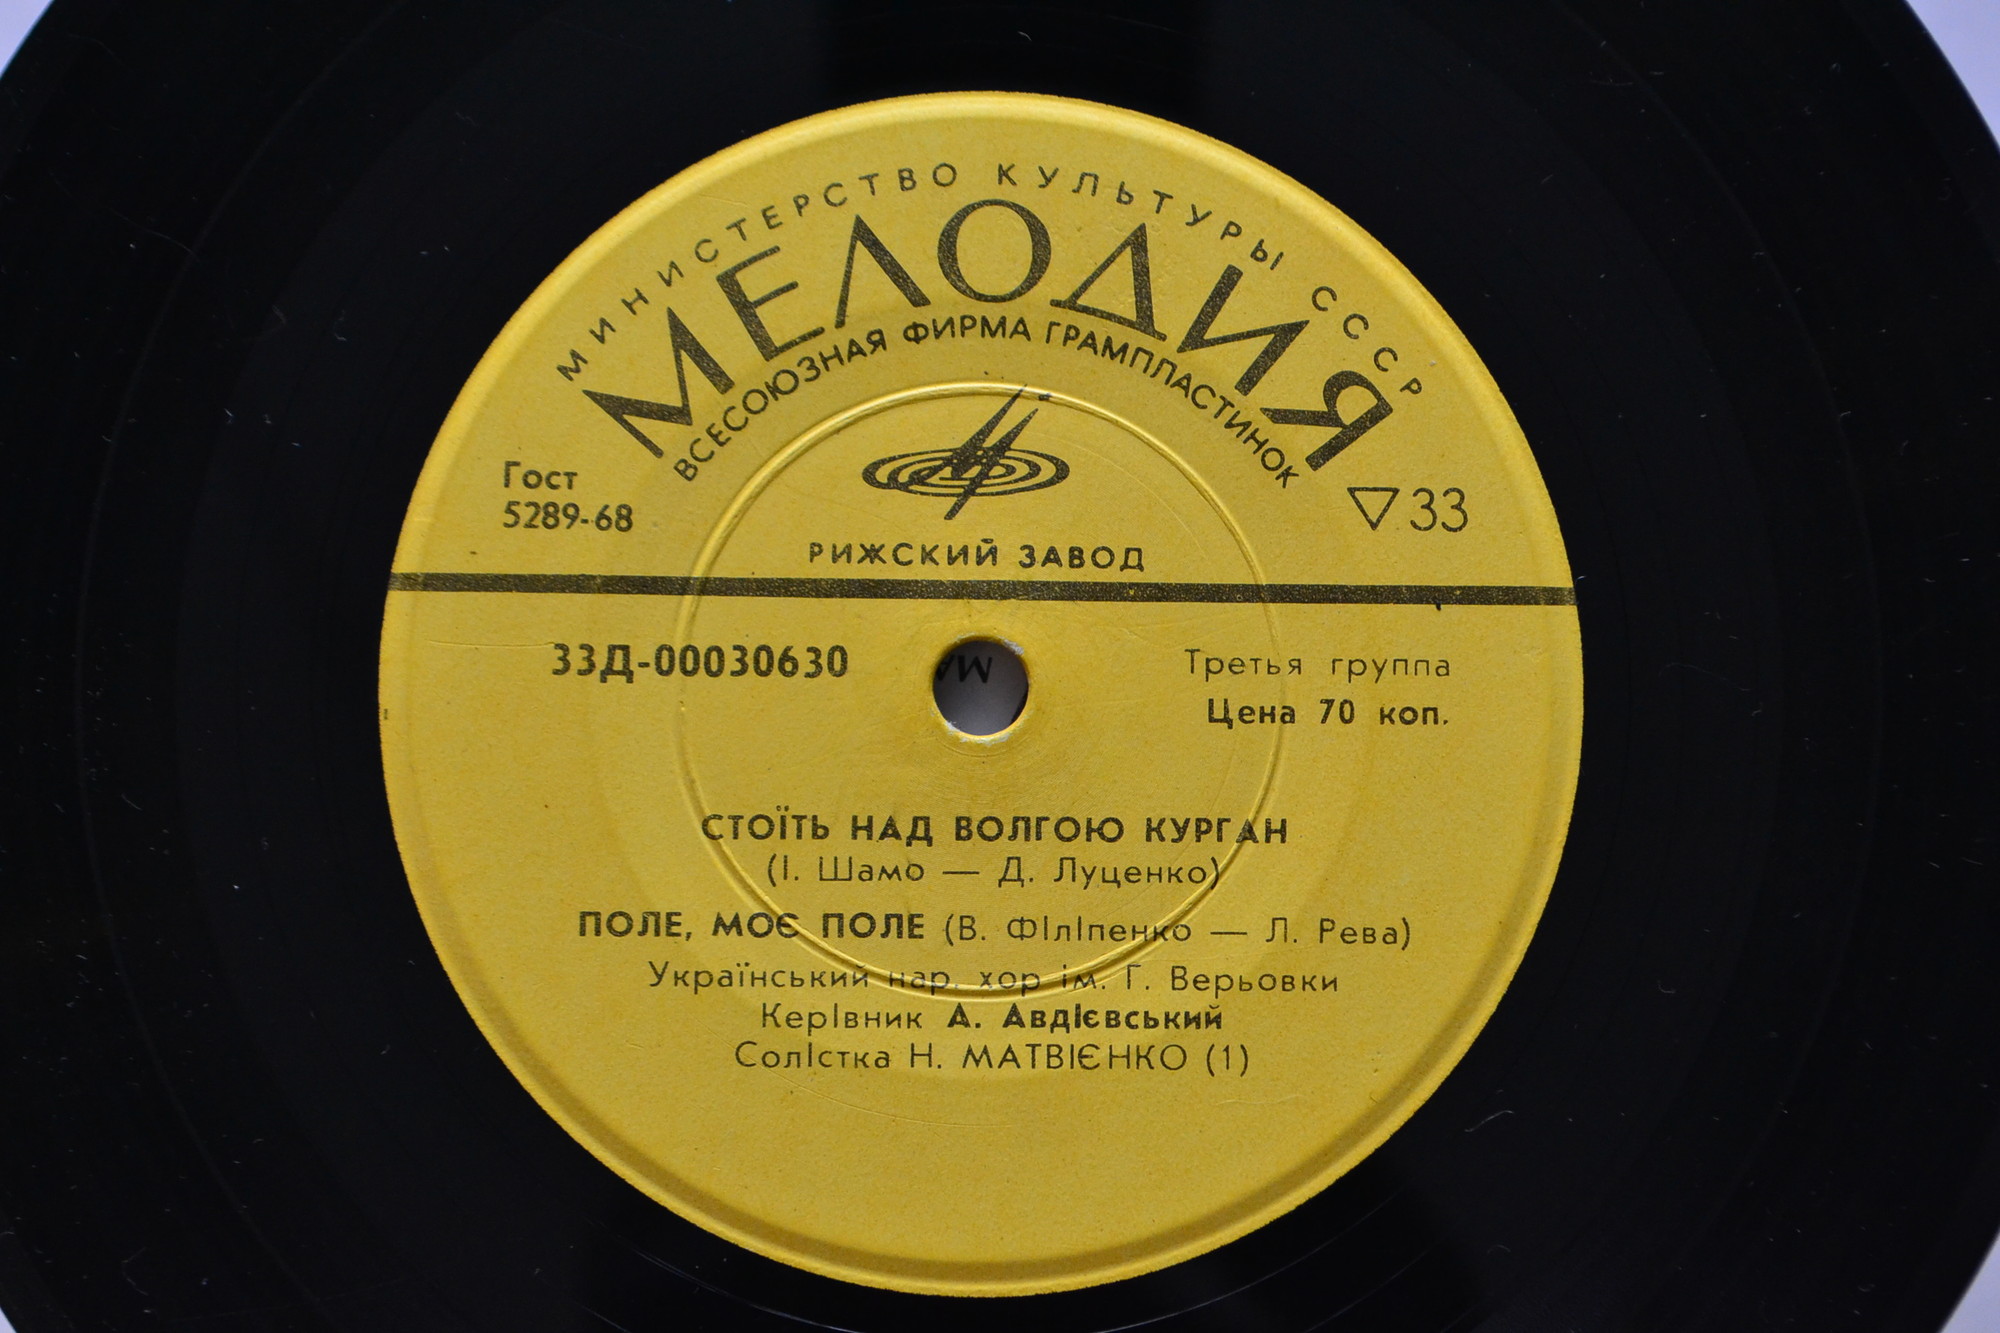 МИНИСТЕРСТВО КУЛЬТУРЫ СССР
МЕЛОДИЯ
ВСЕСОЮЗНАЯ ФИРМА ГРАМПЛАСТИНОК
Гост
5289-68
▽33
РИЖСКИЙ ЗАВОД
33Д-00030630
Третья группа
Цена 70 коп.
СТОЇТЬ НАД ВОЛГОЮ КУРГАН
(І. Шамо — Д. Луценко)
ПОЛЕ, МОЄ ПОЛЕ (В. Філіпенко — Л. Рева)
Український нар. хор ім. Г. Верьовки
Керівник А. Авдієвський
Солістка Н. МАТВІЄНКО (1)